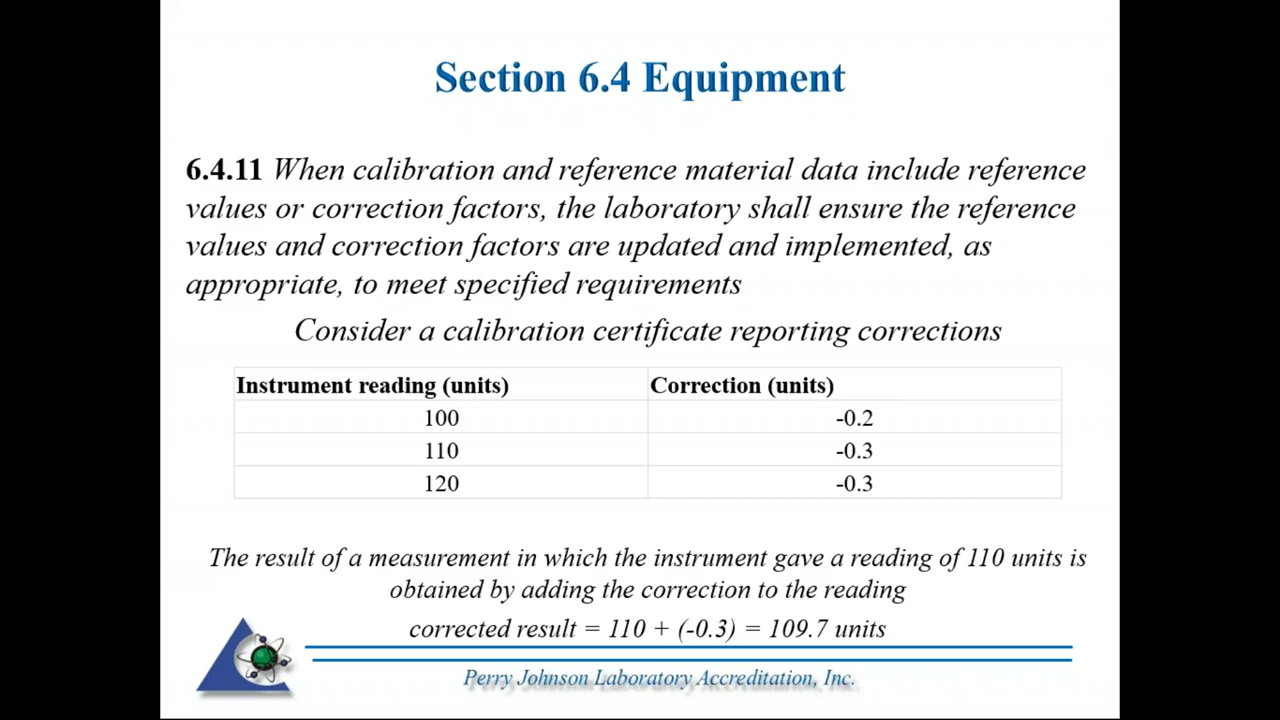 Section 6.4 Equipment
6.4.11 When calibration and reference material data include reference
values or correction factors, the laboratory shall ensure the reference
values and correction factors are updated and implemented, as
appropriate, to meet specified requirements
Consider a calibration certificate reporting corrections
Instrument reading (units) Correction (units)
100 -0.2
110 -0.3
120 -0.3
The result of a measurement in which the instrument gave a reading of 110 units is
obtained by adding the correction to the reading
corrected result = 110 + (-0.3) = 109.7 units
Perry Johnson Laboratory Accreditation, Inc.